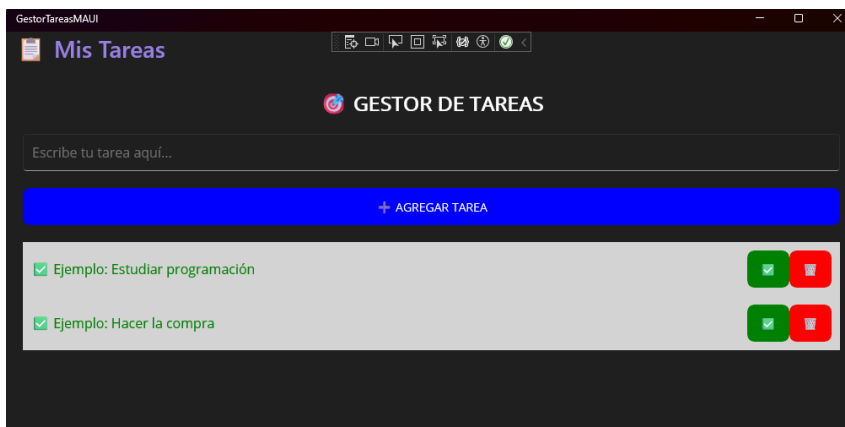 GestorTareasMAUI
📋 Mis Tareas
🎯 GESTOR DE TAREAS
Escribe tu tarea aquí...
➕ AGREGAR TAREA
✅ Ejemplo: Estudiar programación
✅ Ejemplo: Hacer la compra